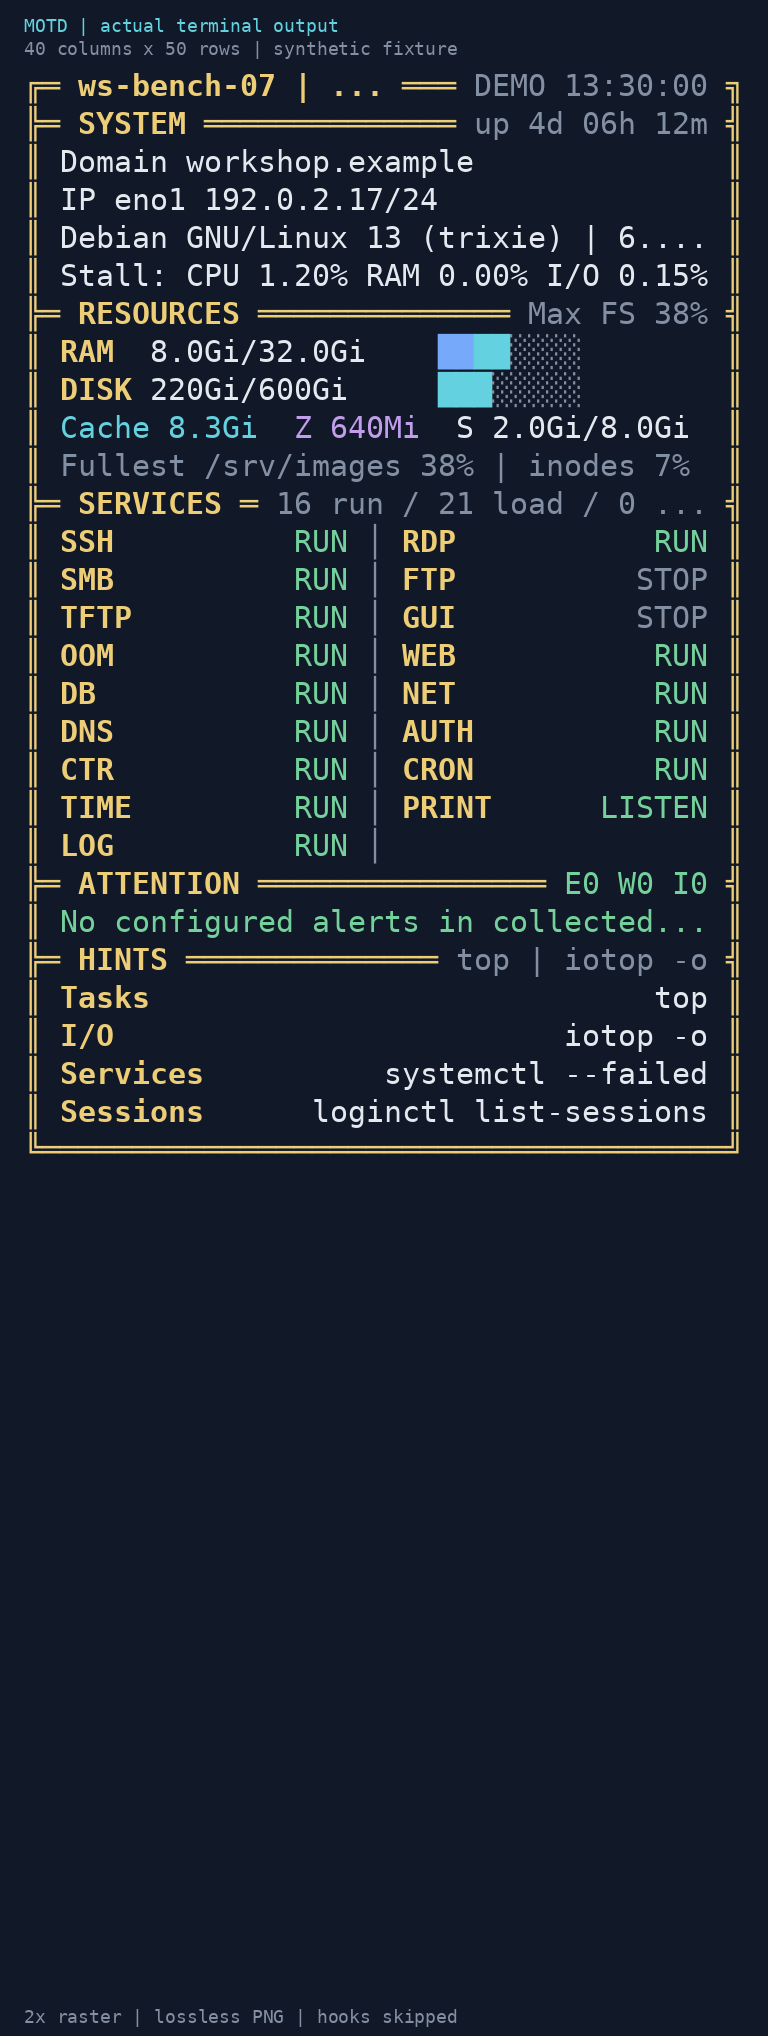 MOTD | actual terminal output
40 columns x 50 rows | synthetic fixture
╔═ ws-bench-07 | ... ═══ DEMO 13:30:00 ╗
╠═ SYSTEM ══════════════ up 4d 06h 12m ╣
║ Domain workshop.example              ║
║ IP eno1 192.0.2.17/24                ║
║ Debian GNU/Linux 13 (trixie) | 6.... ║
║ Stall: CPU 1.20% RAM 0.00% I/O 0.15% ║
╠═ RESOURCES ══════════════ Max FS 38% ╣
║ RAM  8.0Gi/32.0Gi    ████░░░░        ║
║ DISK 220Gi/600Gi     ███░░░░░        ║
║ Cache 8.3Gi  Z 640Mi  S 2.0Gi/8.0Gi  ║
║ Fullest /srv/images 38% | inodes 7%  ║
╠═ SERVICES ═ 16 run / 21 load / 0 ... ╣
║ SSH          RUN │ RDP           RUN ║
║ SMB          RUN │ FTP          STOP ║
║ TFTP         RUN │ GUI          STOP ║
║ OOM          RUN │ WEB           RUN ║
║ DB           RUN │ NET           RUN ║
║ DNS          RUN │ AUTH          RUN ║
║ CTR          RUN │ CRON          RUN ║
║ TIME         RUN │ PRINT      LISTEN ║
║ LOG          RUN │                   ║
╠═ ATTENTION ════════════════ E0 W0 I0 ╣
║ No configured alerts in collected... ║
╠═ HINTS ══════════════ top | iotop -o ╣
║ Tasks                            top ║
║ I/O                         iotop -o ║
║ Services          systemctl --failed ║
║ Sessions      loginctl list-sessions ║
╚══════════════════════════════════════╝
2x raster | lossless PNG | hooks skipped